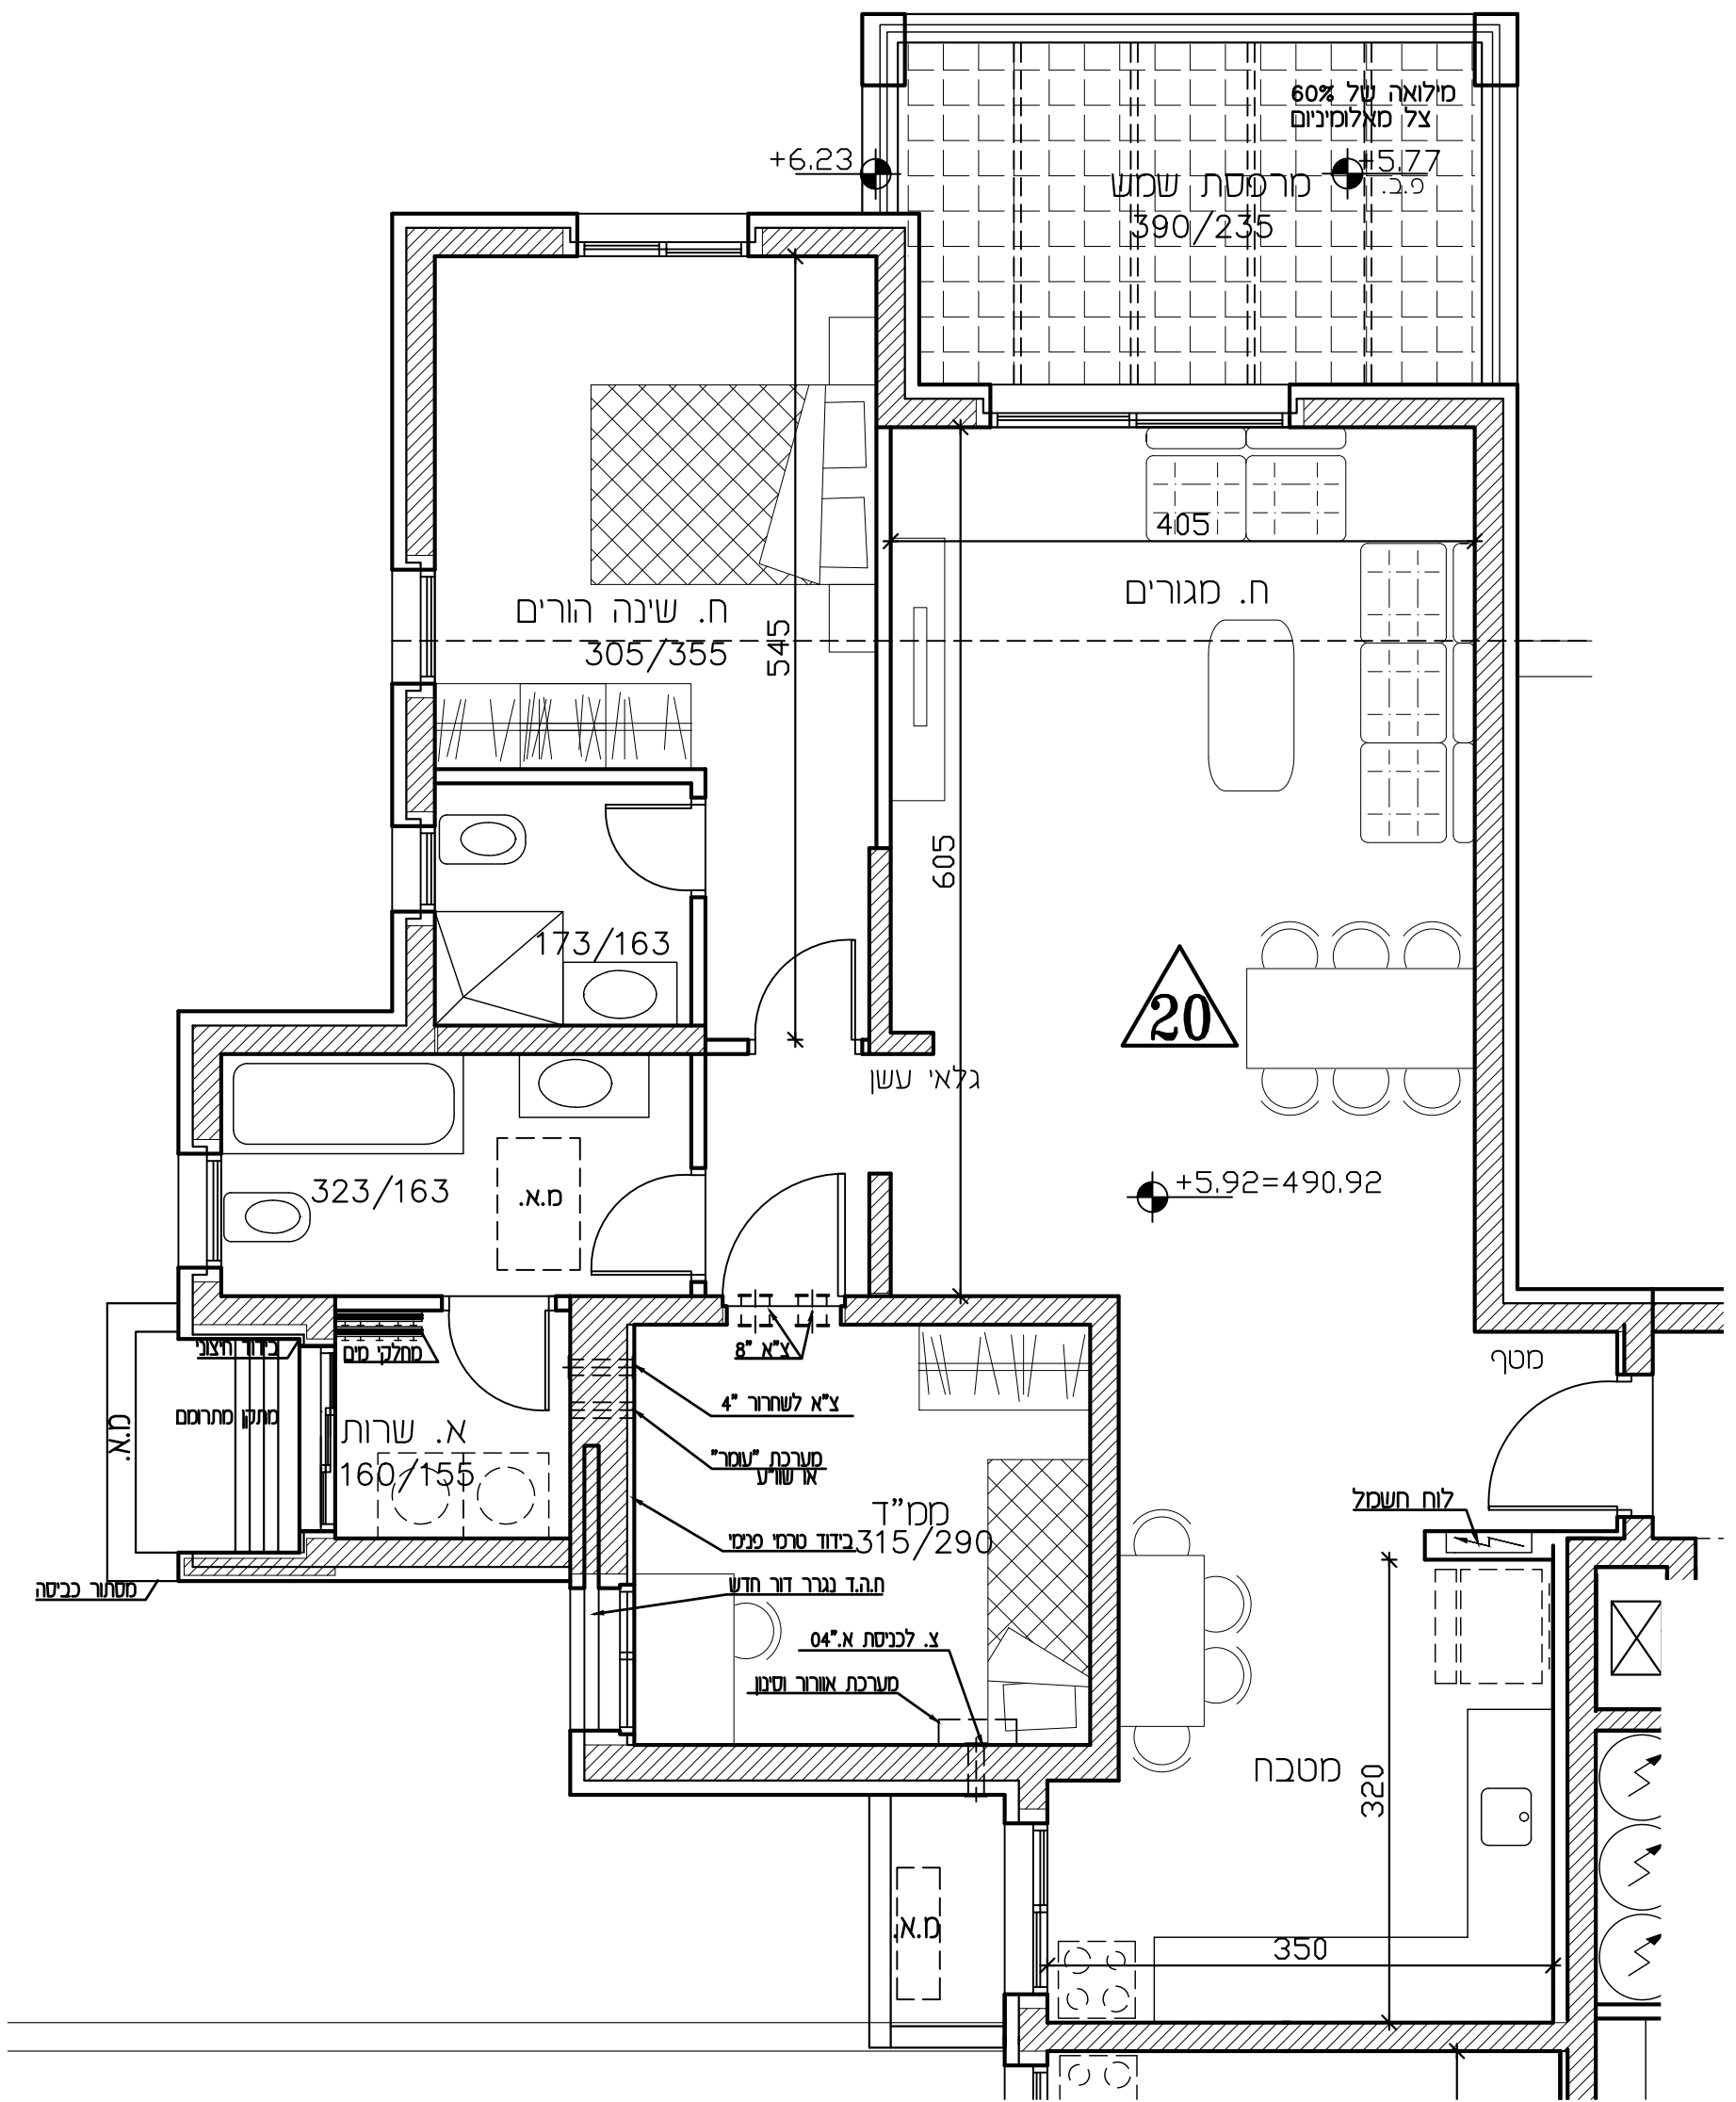 מילואה של 60%
צל מאלומיניום
+6.23
+5.77
פ.ב.
מרפסת שמש
390/235
405
ח. מגורים
ח. שינה הורים
305/355
545
605
173/163
20
גלאי עשן
323/163
מ.א.
+5.92=490.92
בידוד חיצוני
מחלקי מים
צ"א 8"
מטף
מ.א.
מתקן מתרומם
א. שרות
160/155
צ"א לשחרור 4"
מערכת "עומר"
או שוו"ע
ממ"ד
315/290
בידוד טרמי פנימי
לוח חשמל
מסתור כביסה
ח.ה.ד נגרר דור חדש
צ. לכניסת א. 04"
מערכת אוורור וסינון
מטבח
320
מ.א.
350